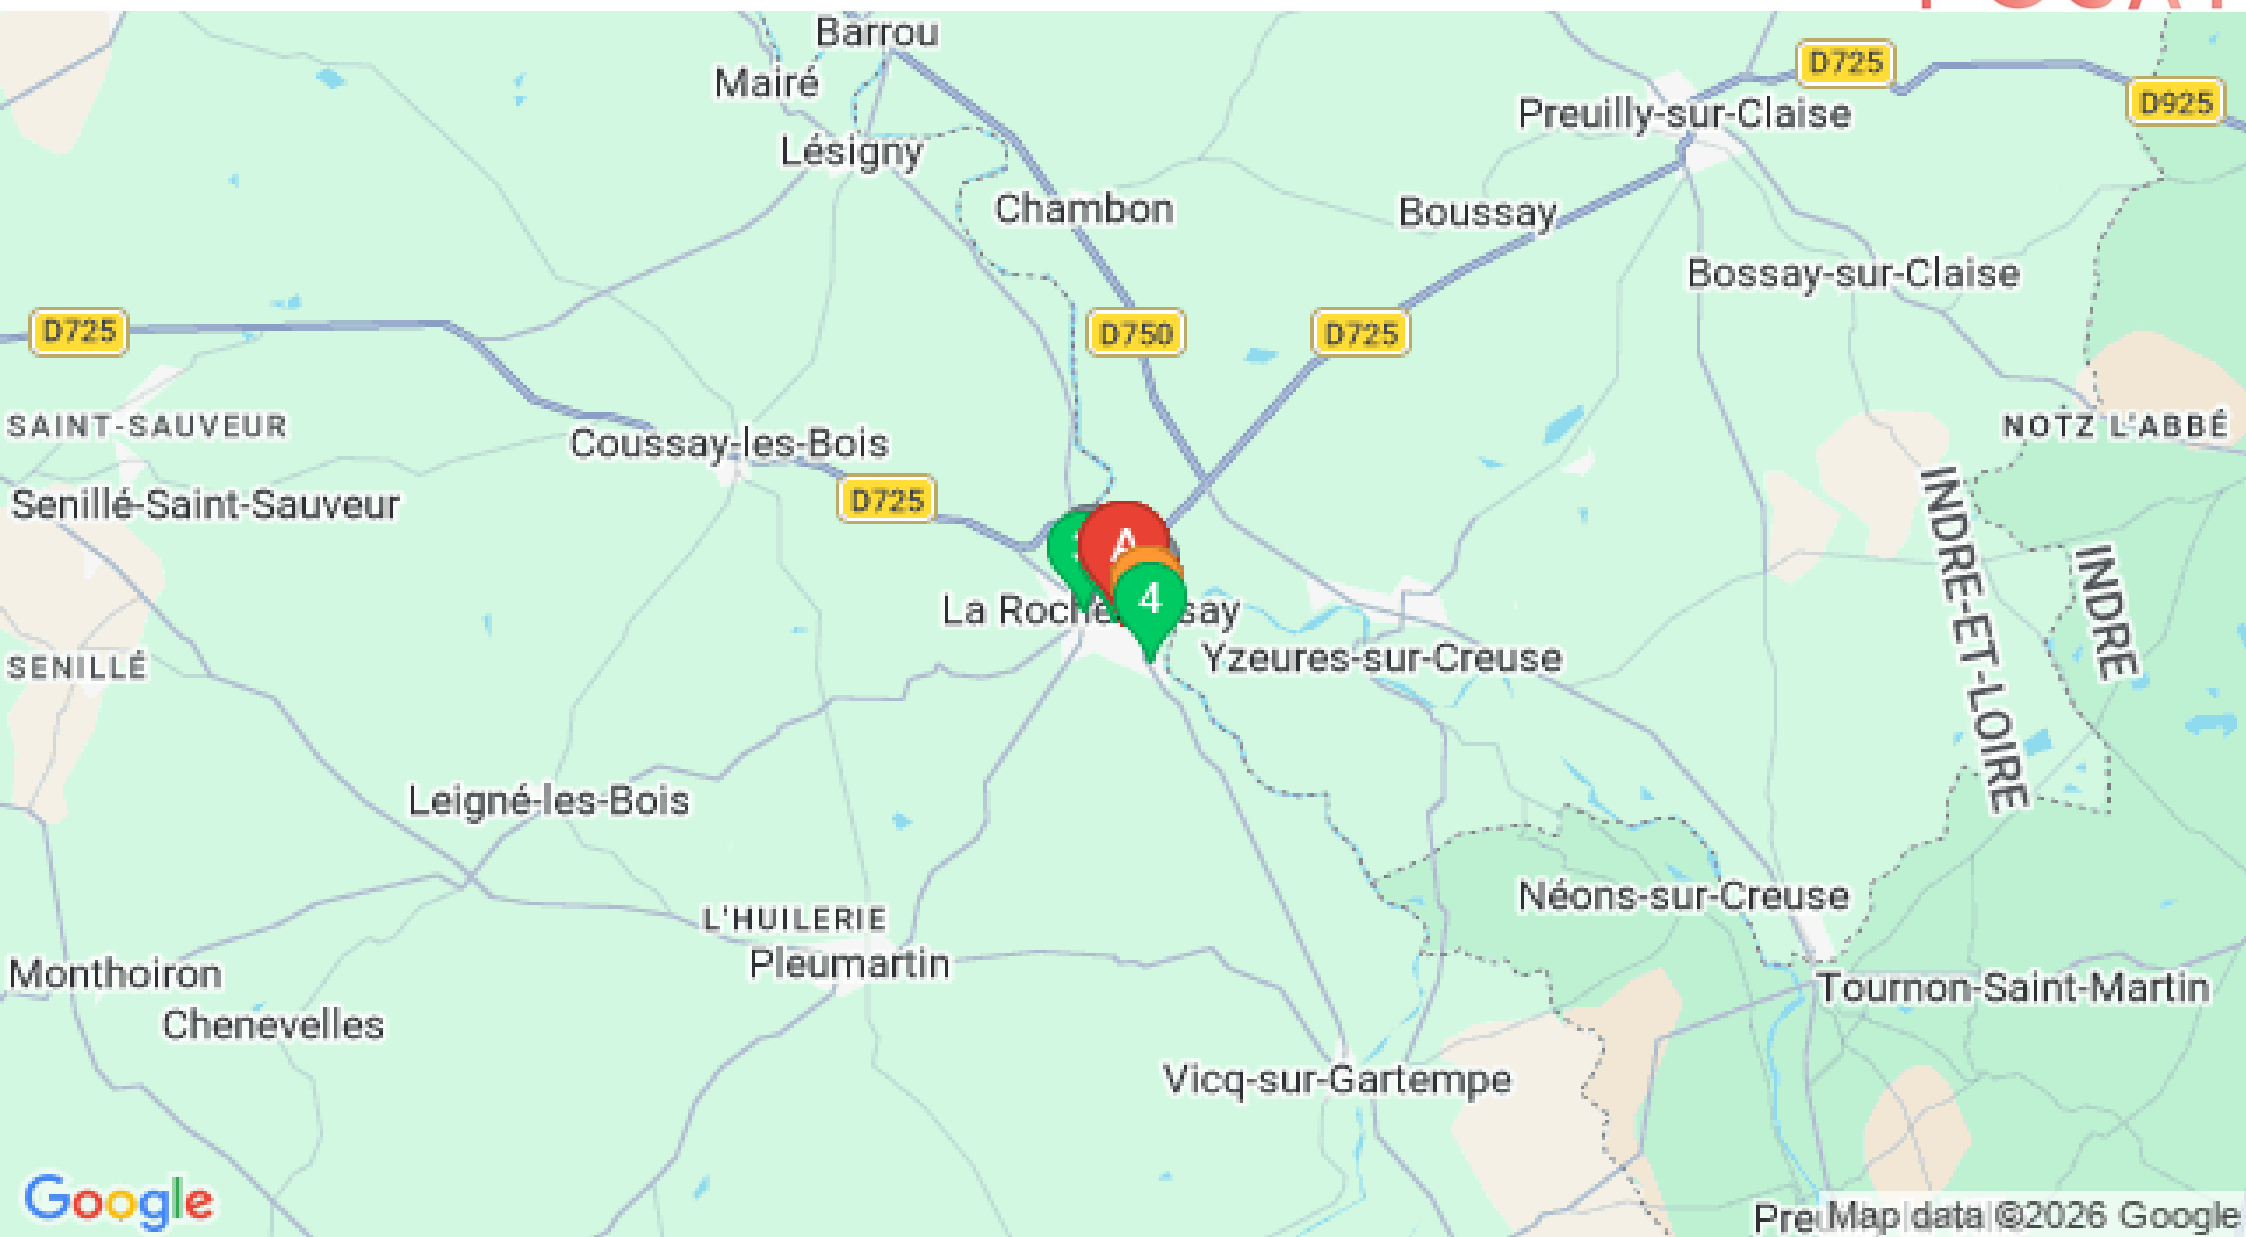 Barrou
D725
Mairé
D925
Preuilly-sur-Claise
Lésigny
Chambon
Boussay
Bossay-sur-Claise
D725
D750
D725
SAINT-SAUVEUR
NOTZ L'ABBÉ
Coussay-les-Bois
D725
Senillé-Saint-Sauveur
INDRE-ET-LOIRE
INDRE
A
4
La Roche
say
Yzeures-sur-Creuse
SENILLÉ
Leigné-les-Bois
Néons-sur-Creuse
L'HUILERIE
Pleumartin
Monthoiron
Tournon-Saint-Martin
Chenevelles
Vicq-sur-Gartempe
Google
Map data ©2026 Google